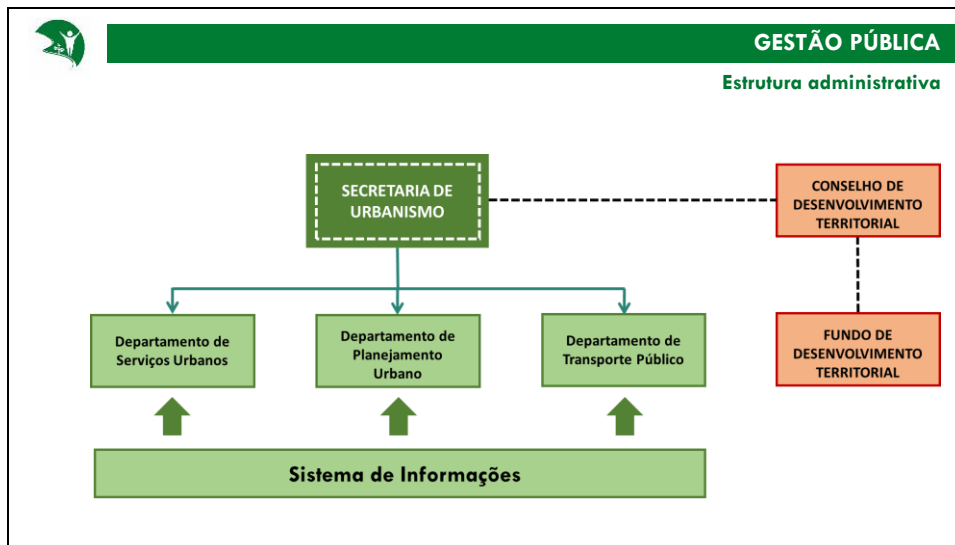 GESTÃO PÚBLICA
Estrutura administrativa
SECRETARIA DE
URBANISMO
CONSELHO DE
DESENVOLVIMENTO
TERRITORIAL
Departamento de
Serviços Urbanos
Departamento de
Planejamento
Urbano
Departamento de
Transporte Público
FUNDO DE
DESENVOLVIMENTO
TERRITORIAL
Sistema de Informações